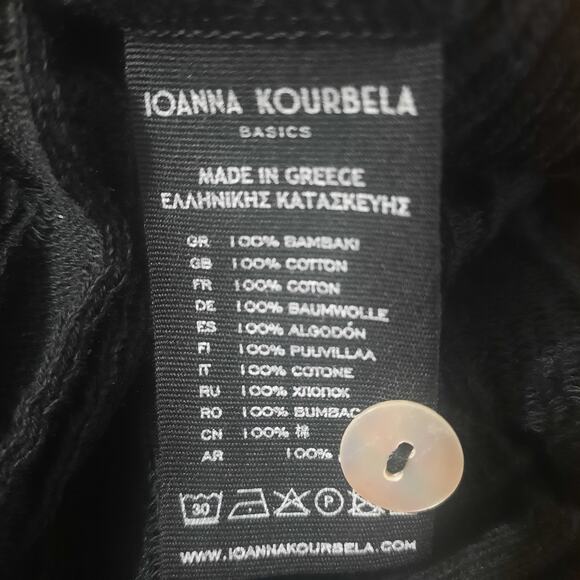 IOANNA KOURBELA
BASICS
MADE IN GREECE
ΕΛΛΗΝΙΚΗΣ ΚΑΤΑΣΚΕΥΗΣ
GR 100% ΒΑΜΒΑΚΙ
GB 100% COTTON
FR 100% COTON
DE 100% BAUMWOLLE
ES 100% ALGODÓN
FI 100% PUUVILLAA
IT 100% COTONE
RU 100% ХЛОПОК
RO 100% BUMBAC
CN 100% 棉
AR 100%
30 P
WWW.IOANNAKOURBELA.COM